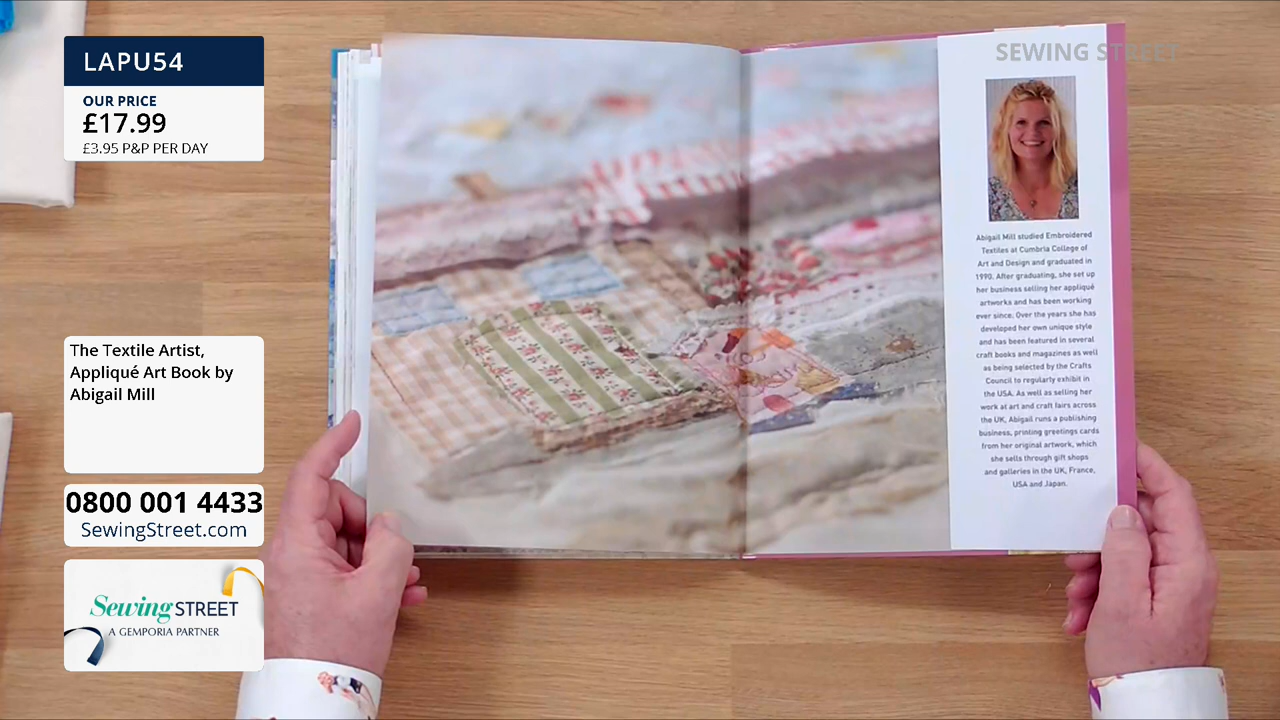 LAPU54
OUR PRICE
£17.99
£3.95 P&P PER DAY
The Textile Artist,
Appliqué Art Book by
Abigail Mill
0800 001 4433
SewingStreet.com
Sewing STREET
A GEMPORIA PARTNER
SEWING STREET
Abigail Mill studied Embroidered
Textiles at Cumbria College of
Art and Design and graduated in
1990. After graduating, she set up
her business selling her appliqué
artworks and has been working
ever since. Over the years she has
developed her own unique style
and has been featured in several
craft books and magazines as well
as being selected by the Crafts
Council to regularly exhibit in
the USA. As well as selling her
work at art and craft fairs across
the UK, Abigail runs a publishing
business, printing greetings cards
from her original artwork, which
she sells through gift shops
and galleries in the UK, France,
USA and Japan.